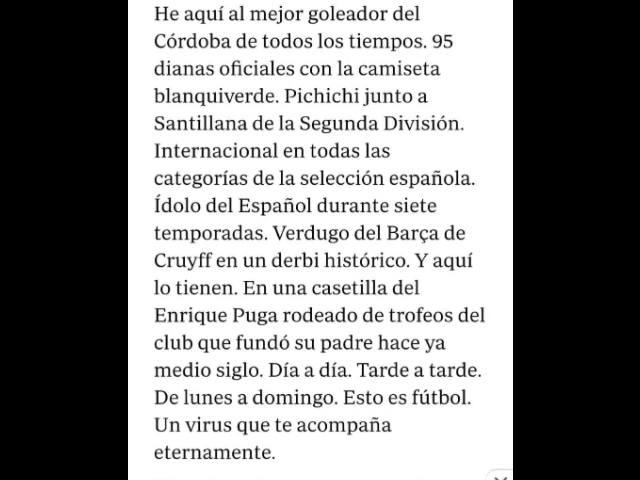 He aquí al mejor goleador del
Córdoba de todos los tiempos. 95
dianas oficiales con la camiseta
blanquiverde. Pichichi junto a
Santillana de la Segunda División.
Internacional en todas las
categorías de la selección española.
Ídolo del Español durante siete
temporadas. Verdugo del Barça de
Cruyff en un derbi histórico. Y aquí
lo tienen. En una casetilla del
Enrique Puga rodeado de trofeos del
club que fundó su padre hace ya
medio siglo. Día a día. Tarde a tarde.
De lunes a domingo. Esto es fútbol.
Un virus que te acompaña
eternamente.